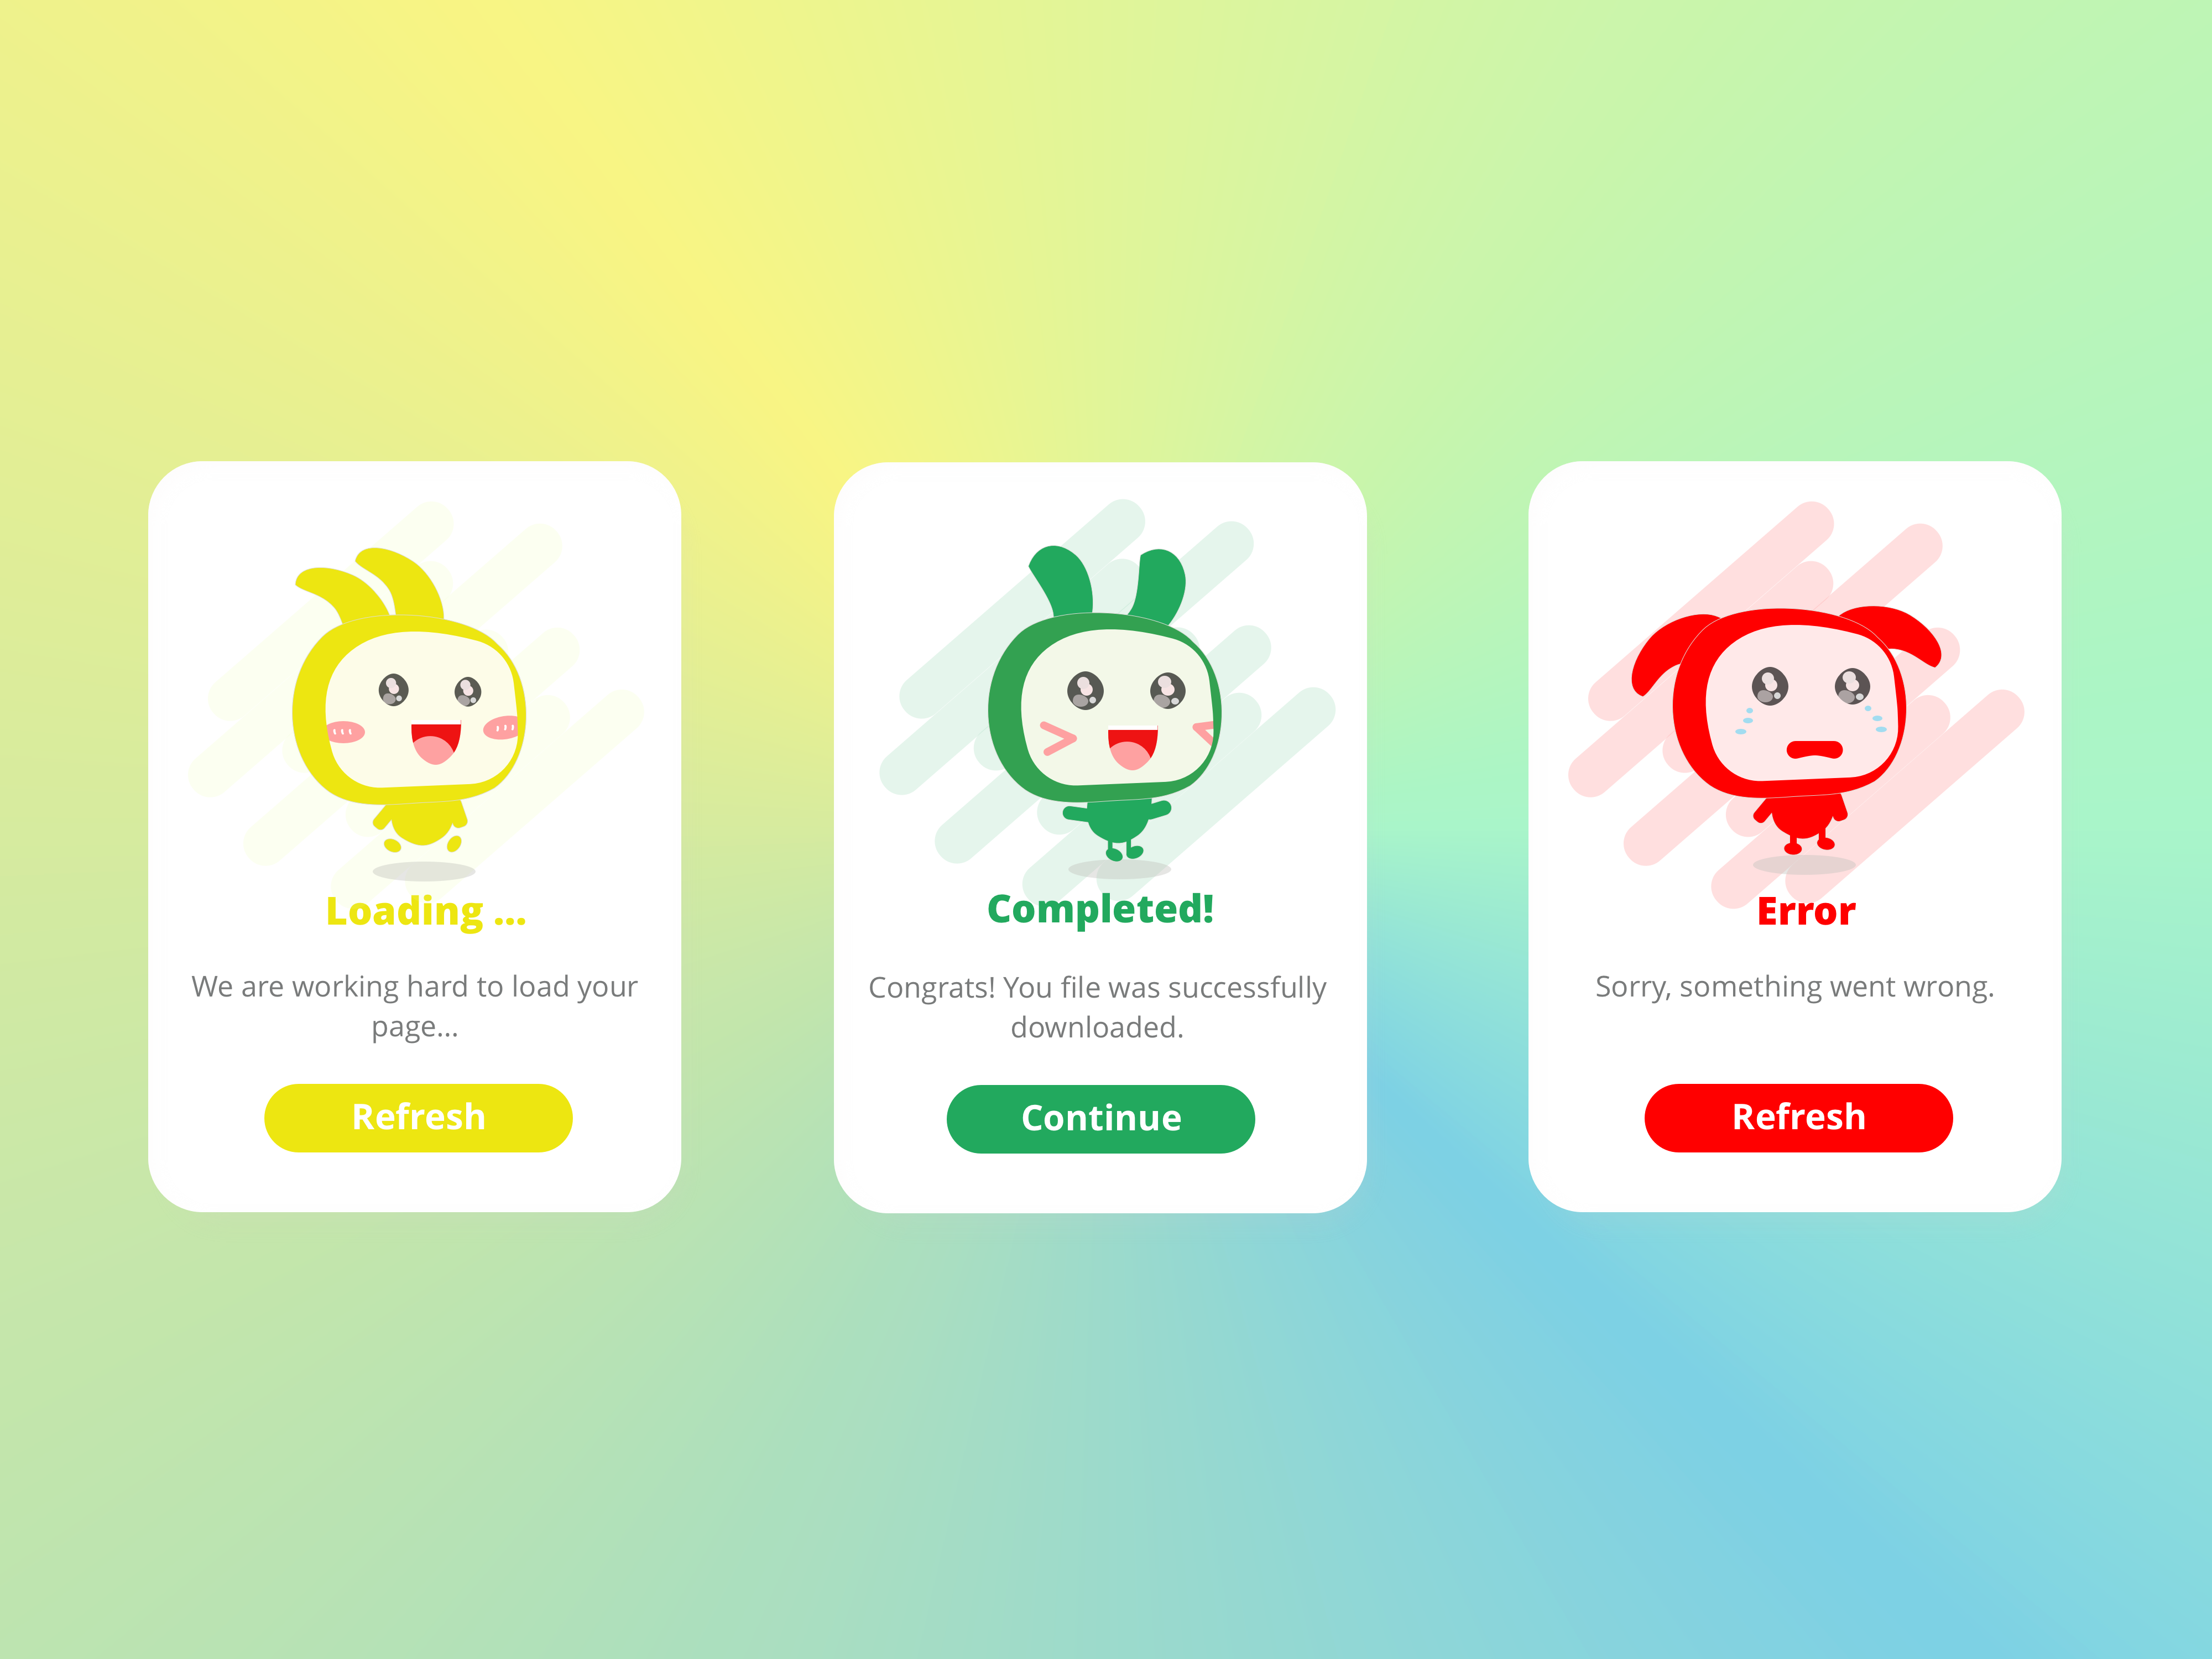 Loading ...
We are working hard to load your
page...
Refresh
Completed!
Congrats! You file was successfully
downloaded.
Continue
Error
Sorry, something went wrong.
Refresh